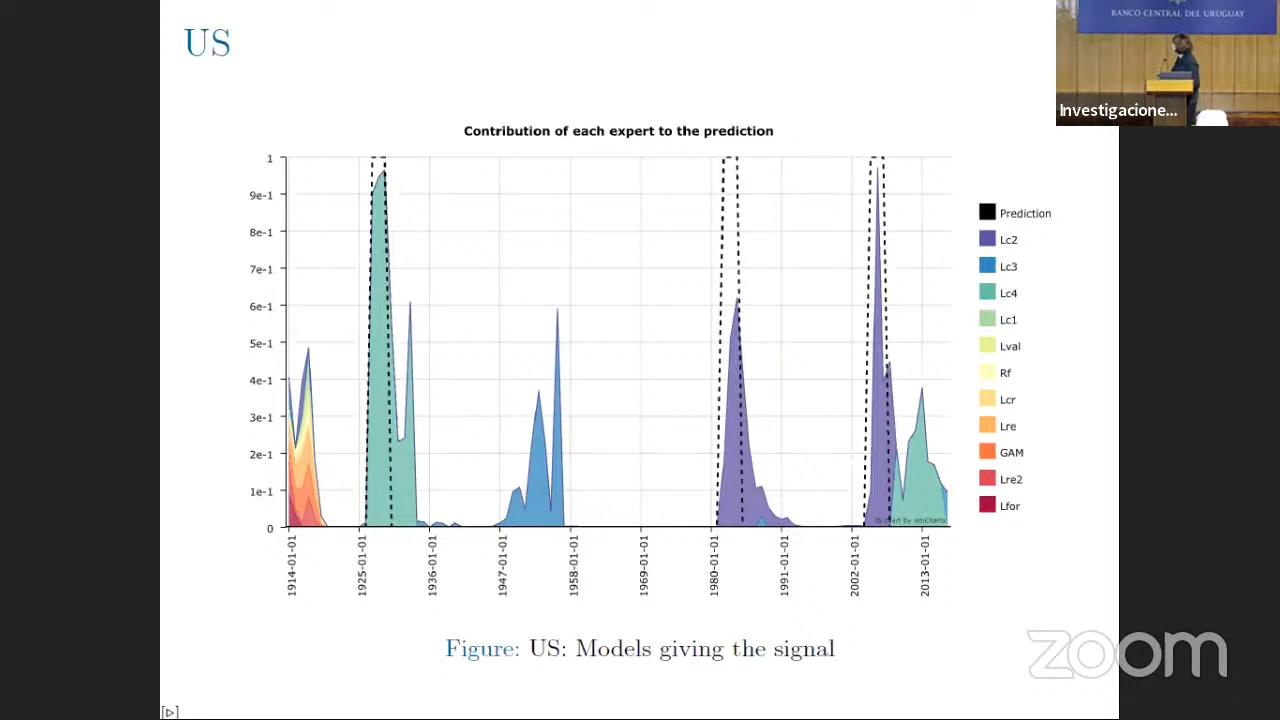 US
BANCO CENTRAL DEL URUGUAY
Investigacione...
Contribution of each expert to the prediction
1
9e-1
8e-1
7e-1
6e-1
5e-1
4e-1
3e-1
2e-1
1e-1
0
1914-01-01
1925-01-01
1936-01-01
1947-01-01
1958-01-01
1969-01-01
1980-01-01
1991-01-01
2002-01-01
2013-01-01
JS chart by amCharts
Prediction
Lc2
Lc3
Lc4
Lc1
Lval
Rf
Lcr
Lre
GAM
Lre2
Lfor
Figure: US: Models giving the signal
zoom